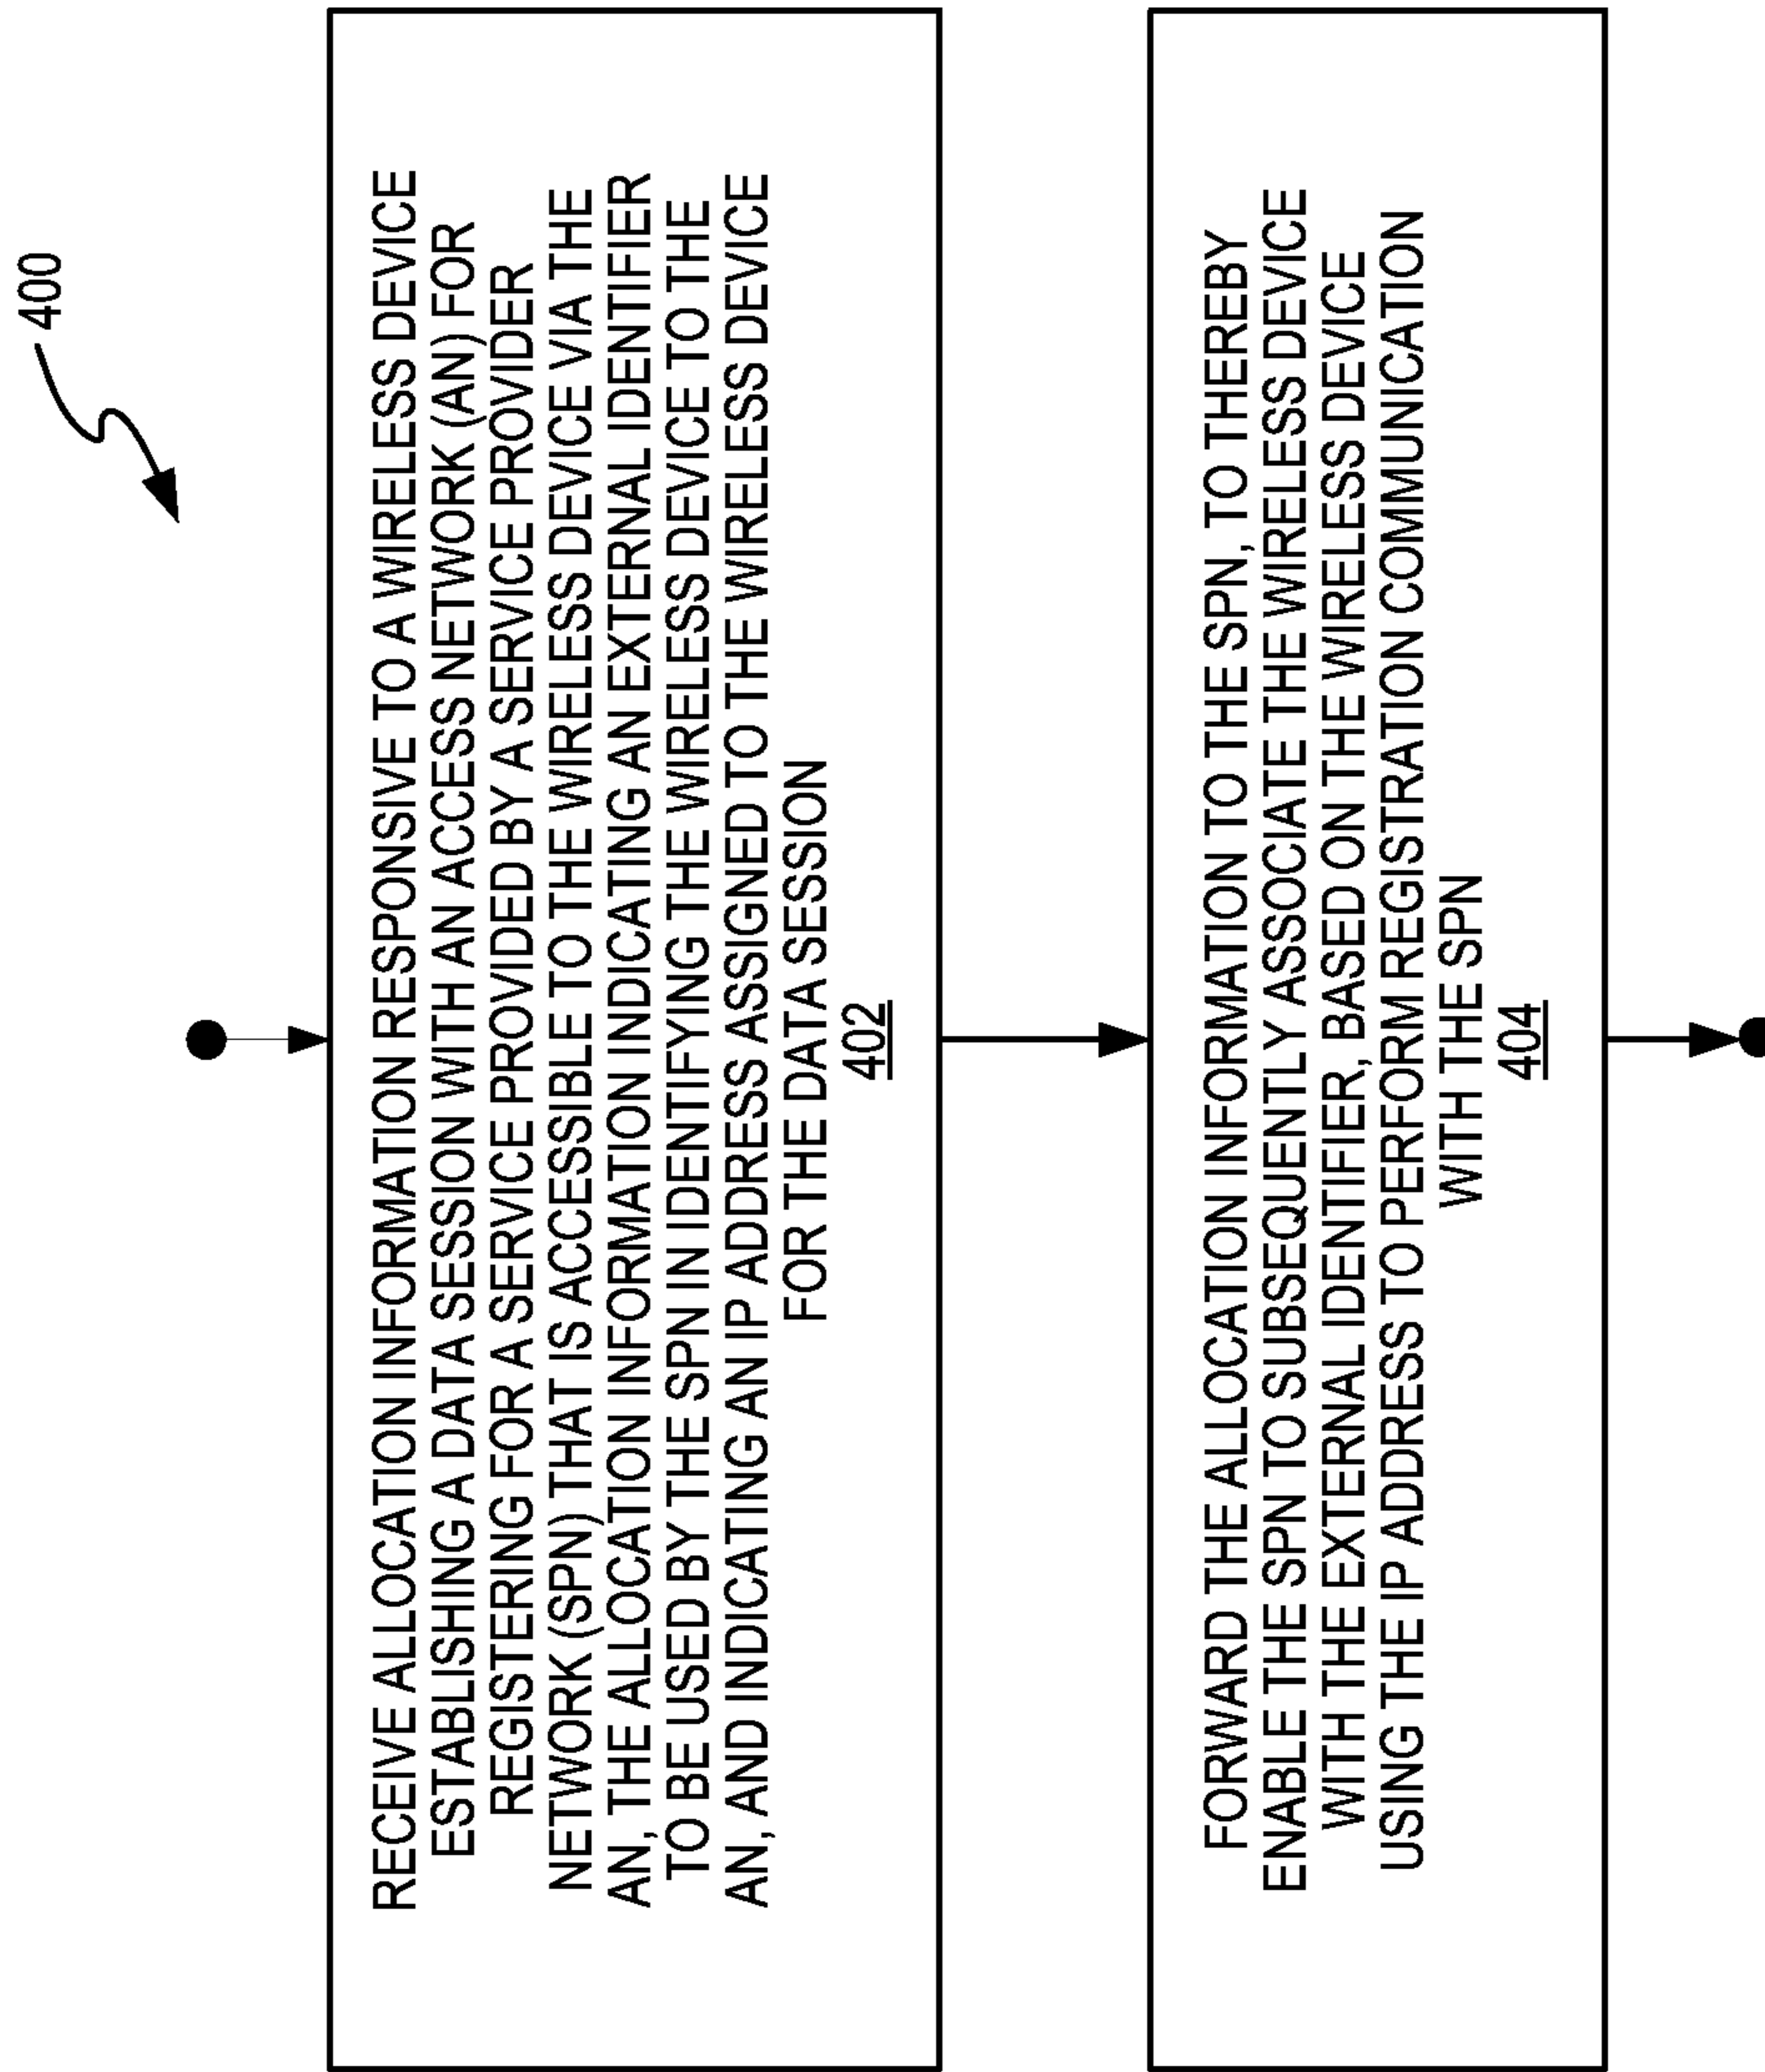 400
RECEIVE ALLOCATION INFORMATION RESPONSIVE TO A WIRELESS DEVICE
ESTABLISHING A DATA SESSION WITH AN ACCESS NETWORK (AN) FOR
REGISTERING FOR A SERVICE PROVIDED BY A SERVICE PROVIDER
NETWORK (SPN) THAT IS ACCESSIBLE TO THE WIRELESS DEVICE VIA THE
AN, THE ALLOCATION INFORMATION INDICATING AN EXTERNAL IDENTIFIER
TO BE USED BY THE SPN IN IDENTIFYING THE WIRELESS DEVICE TO THE
AN, AND INDICATING AN IP ADDRESS ASSIGNED TO THE WIRELESS DEVICE
FOR THE DATA SESSION
402
FORWARD THE ALLOCATION INFORMATION TO THE SPN, TO THEREBY
ENABLE THE SPN TO SUBSEQUENTLY ASSOCIATE THE WIRELESS DEVICE
WITH THE EXTERNAL IDENTIFIER, BASED ON THE WIRELESS DEVICE
USING THE IP ADDRESS TO PERFORM REGISTRATION COMMUNICATION
WITH THE SPN
404